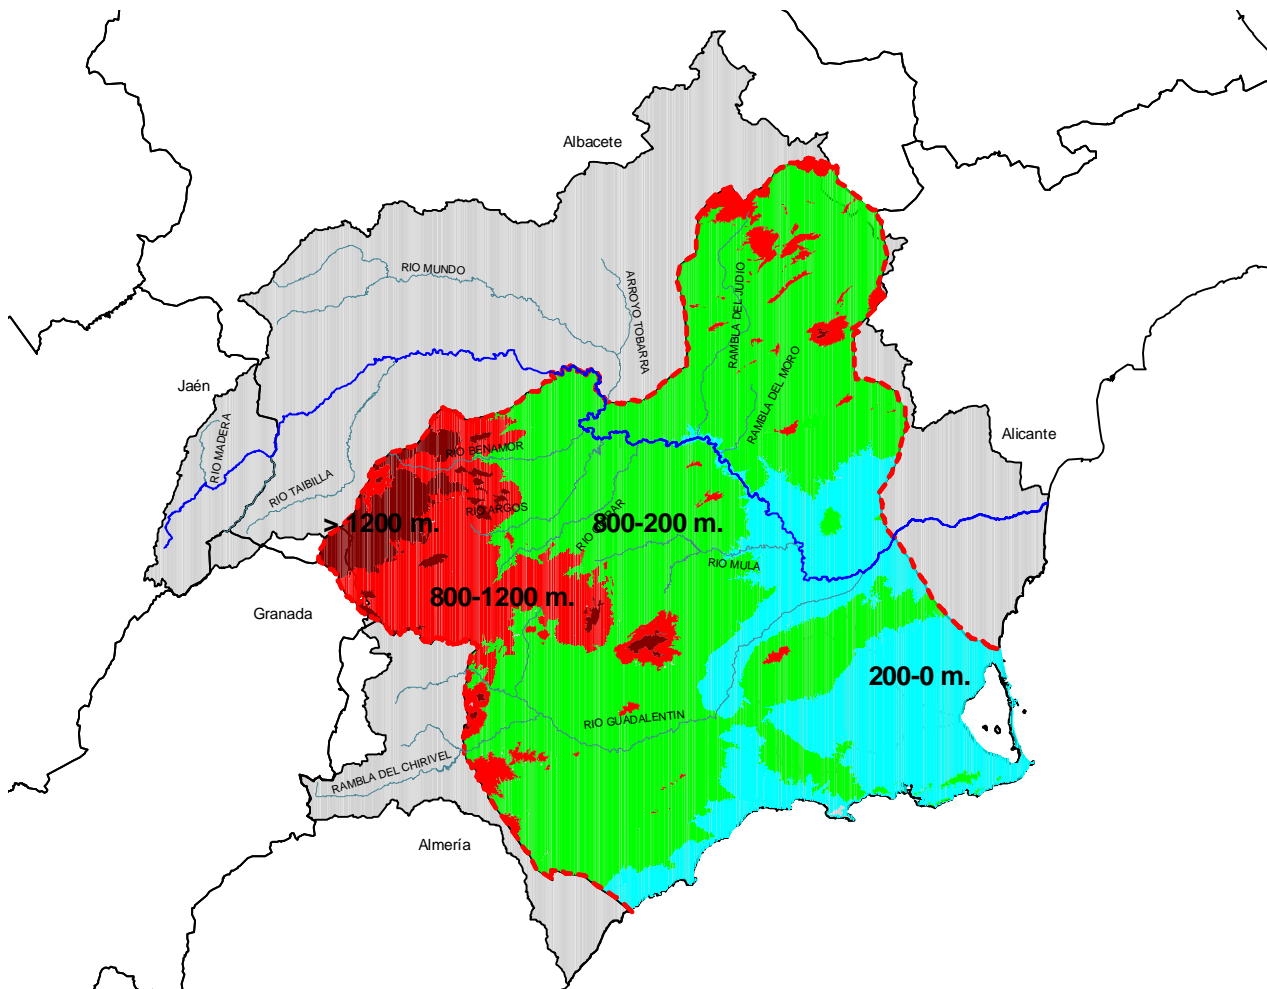 Albacete
RIO MUNDO
ARROYO TOBARRA
RAMBLA DEL JUDIO
RAMBLA DEL MORO
Jaén
RIO MADERA
Alicante
RIO BENAMOR
RIO TAIBILLA
RIO ARGOS
> 1200 m.
800-200 m.
RIO MULA
800-1200 m.
Granada
200-0 m.
RIO GUADALENTIN
RAMBLA DEL CHIRIVEL
Almería